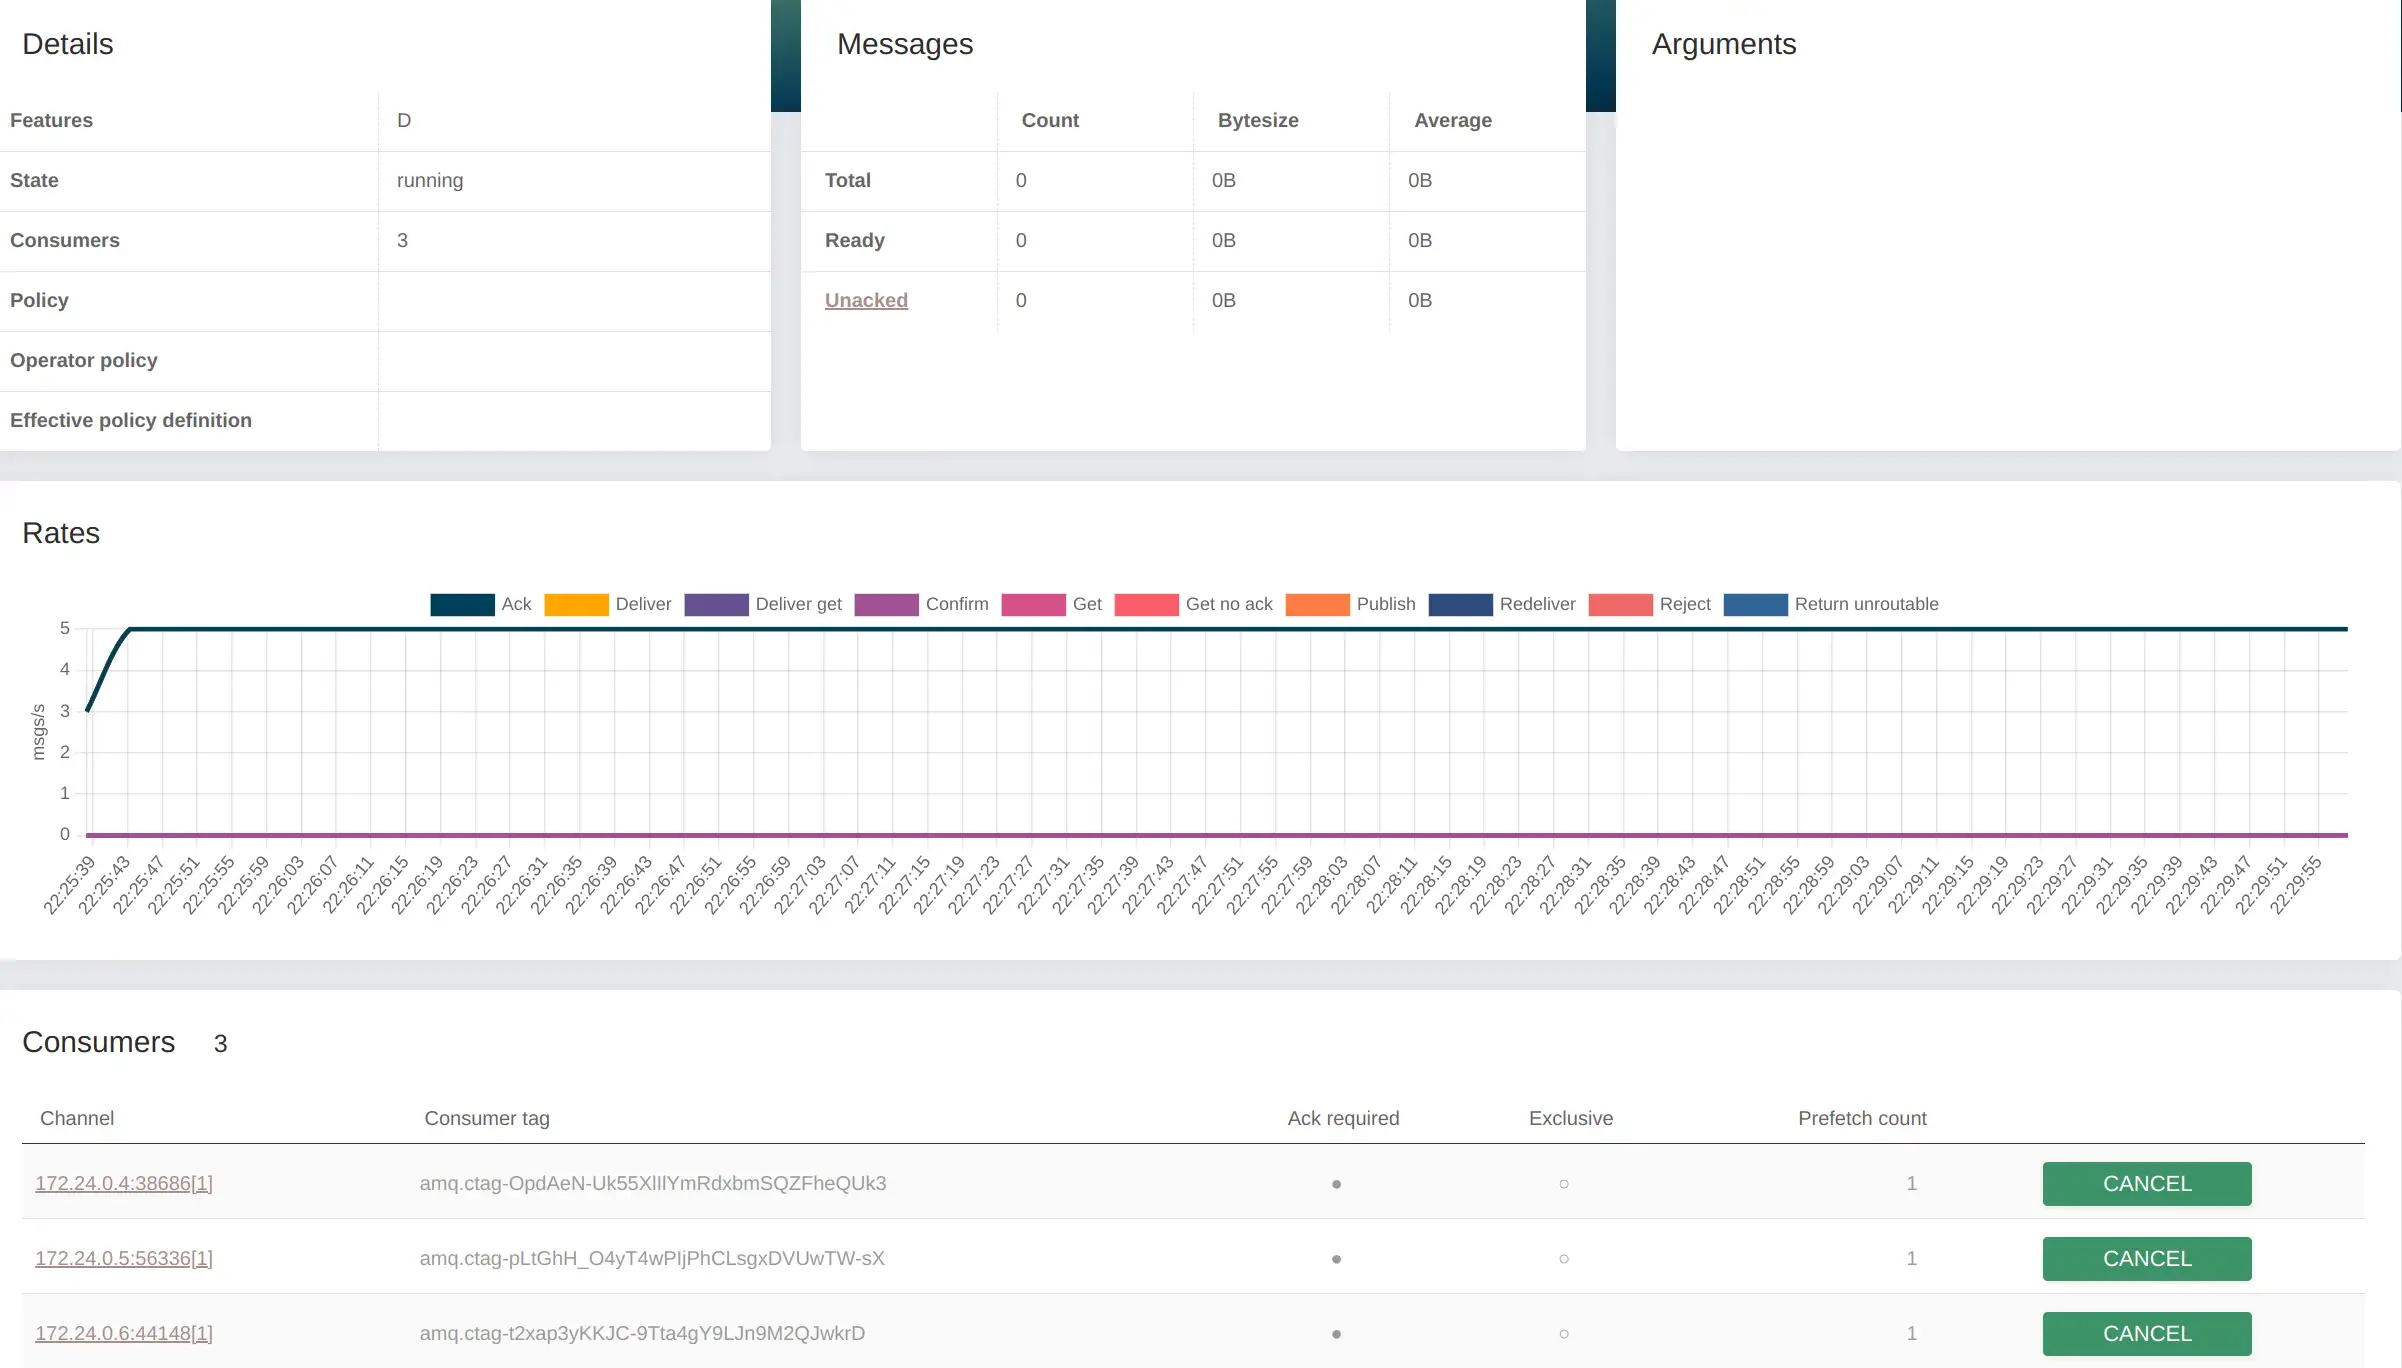 Details
Features D
State running
Consumers 3
Policy
Operator policy
Effective policy definition
Messages
Count Bytesize Average
Total 0 0B 0B
Ready 0 0B 0B
Unacked 0 0B 0B
Arguments
Rates
Ack Deliver Deliver get Confirm Get Get no ack Publish Redeliver Reject Return unroutable
msgs/s
5
4
3
2
1
0
22:25:39 22:25:43 22:25:47 22:25:51 22:25:55 22:25:59 22:26:03 22:26:07 22:26:11 22:26:15 22:26:19 22:26:23 22:26:27 22:26:31 22:26:35 22:26:39 22:26:43 22:26:47 22:26:51 22:26:55 22:26:59 22:27:03 22:27:07 22:27:11 22:27:15 22:27:19 22:27:23 22:27:27 22:27:31 22:27:35 22:27:39 22:27:43 22:27:47 22:27:51 22:27:55 22:27:59 22:28:03 22:28:07 22:28:11 22:28:15 22:28:19 22:28:23 22:28:27 22:28:31 22:28:35 22:28:39 22:28:43 22:28:47 22:28:51 22:28:55 22:28:59 22:29:03 22:29:07 22:29:11 22:29:15 22:29:19 22:29:23 22:29:27 22:29:31 22:29:35 22:29:39 22:29:43 22:29:47 22:29:51 22:29:55
Consumers 3
Channel Consumer tag Ack required Exclusive Prefetch count
172.24.0.4:38686[1] ● ○ 1 CANCEL
172.24.0.5:56336[1] ● ○ 1 CANCEL
172.24.0.6:44148[1] amq.ctag-t2xap3yKKJC-9Tta4gY9LJn9M2QJwkrD ● ○ 1 CANCEL